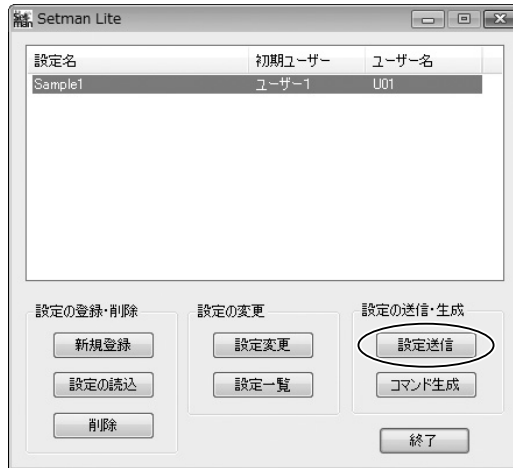 Setman Lite
設定名 初期ユーザー ユーザー名
Sample1 ユーザー1 U01
設定の登録・削除
新規登録
設定の読込
削除
設定の変更
設定変更
設定一覧
設定の送信・生成
設定送信
コマンド生成
終了